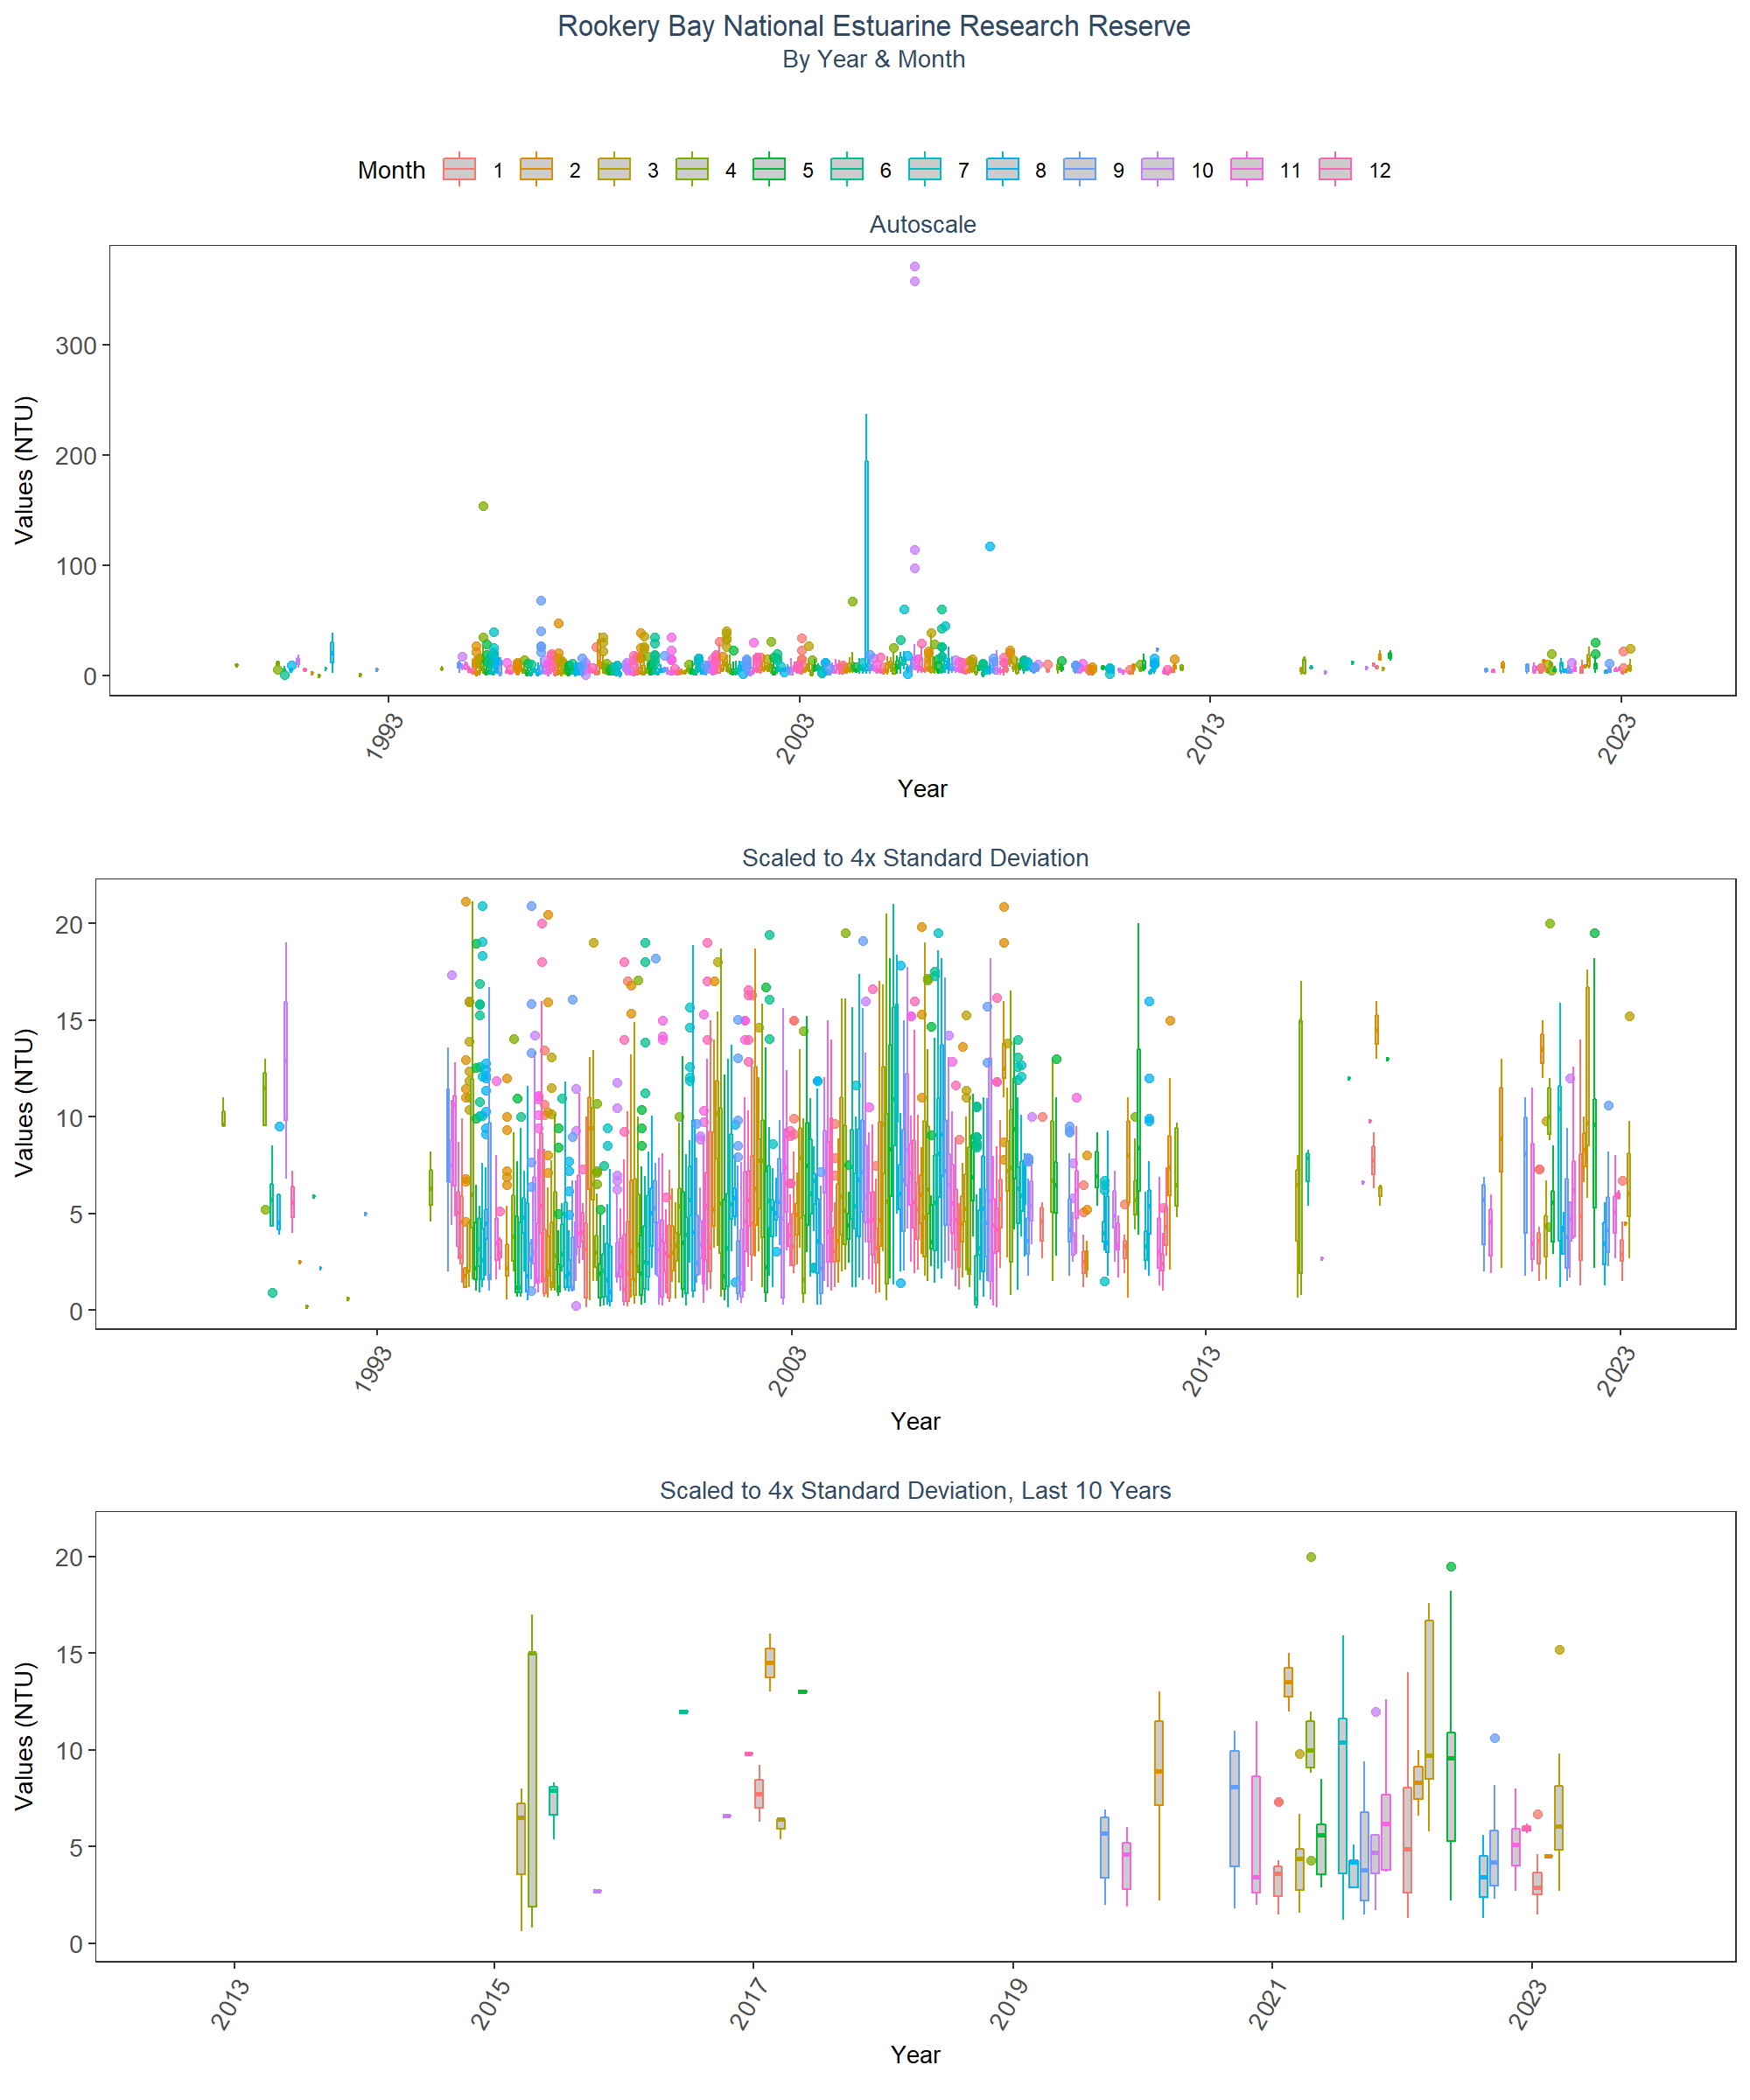 Rookery Bay National Estuarine Research Reserve
By Year & Month
Month 1 2 3 4 5 6 7 8 9 10 11 12
Autoscale
Values (NTU)
300
200
100
0
1993 2003 2013 2023
Year
Scaled to 4x Standard Deviation
Values (NTU)
20
15
10
5
0
1993 2003 2013 2023
Year
Scaled to 4x Standard Deviation, Last 10 Years
Values (NTU)
20
15
10
5
0
2013 2015 2017 2019 2021 2023
Year